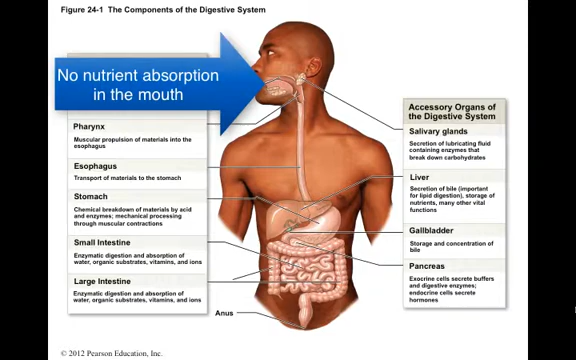 Figure 24-1 The Components of the Digestive System
No nutrient absorption
in the mouth
Pharynx
Muscular propulsion of materials into the
esophagus
Esophagus
Transport of materials to the stomach
Stomach
Chemical breakdown of materials by acid
and enzymes; mechanical processing
through muscular contractions
Small Intestine
Enzymatic digestion and absorption of
water, organic substrates, vitamins, and ions
Large Intestine
Enzymatic digestion and absorption of
water, organic substrates, vitamins, and ions
Anus
Accessory Organs of
the Digestive System
Salivary glands
Secretion of lubricating fluid
containing enzymes that
break down carbohydrates
Liver
Secretion of bile (important
for lipid digestion), storage of
nutrients, many other vital
functions
Gallbladder
Storage and concentration of
bile
Pancreas
Exocrine cells secrete buffers
and digestive enzymes;
endocrine cells secrete
hormones
© 2012 Pearson Education, Inc.